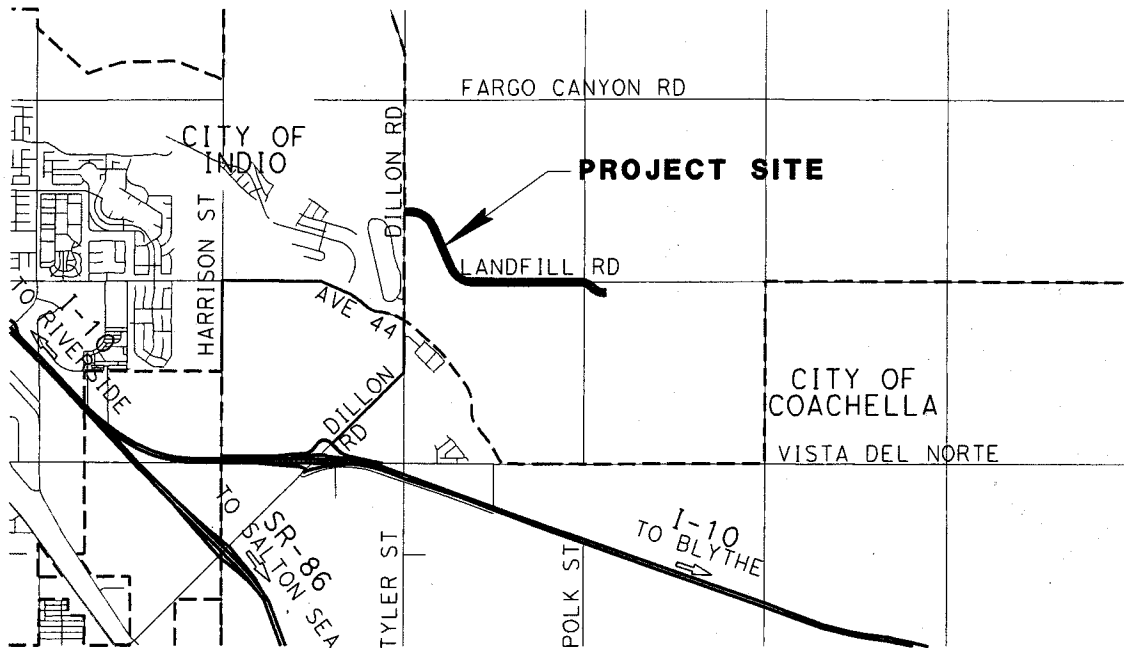 FARGO CANYON RD
CITY OF
INDIO
DILLON RD
PROJECT SITE
HARRISON ST
LANDFILL RD
TO RIVERSIDE
I-1
AVE 44
CITY OF
COACHELLA
DILLON
RD
VISTA DEL NORTE
SR-86
TO SALTON SEA
I-10
TO BLYTHE
TYLER ST
POLK ST